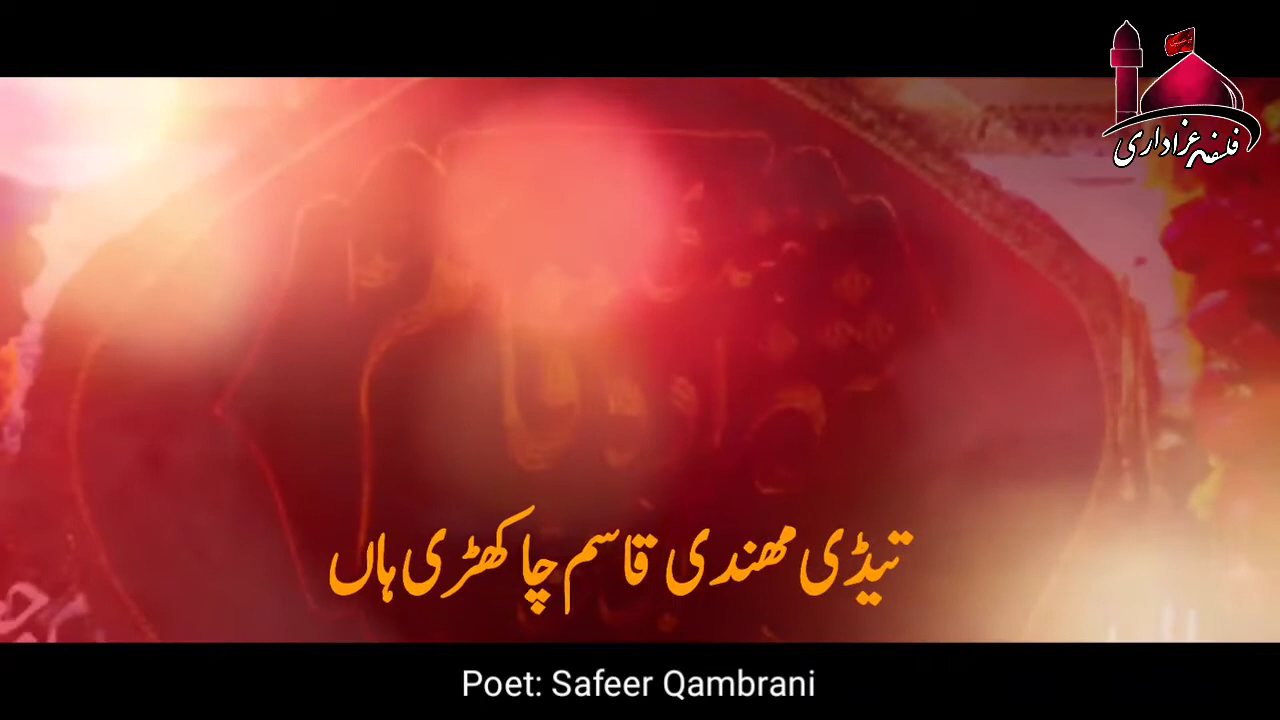 فلسفہ عزاداری
تیڈی مھندی قاسم چا کھڑی ہاں
Poet: Safeer Qambrani